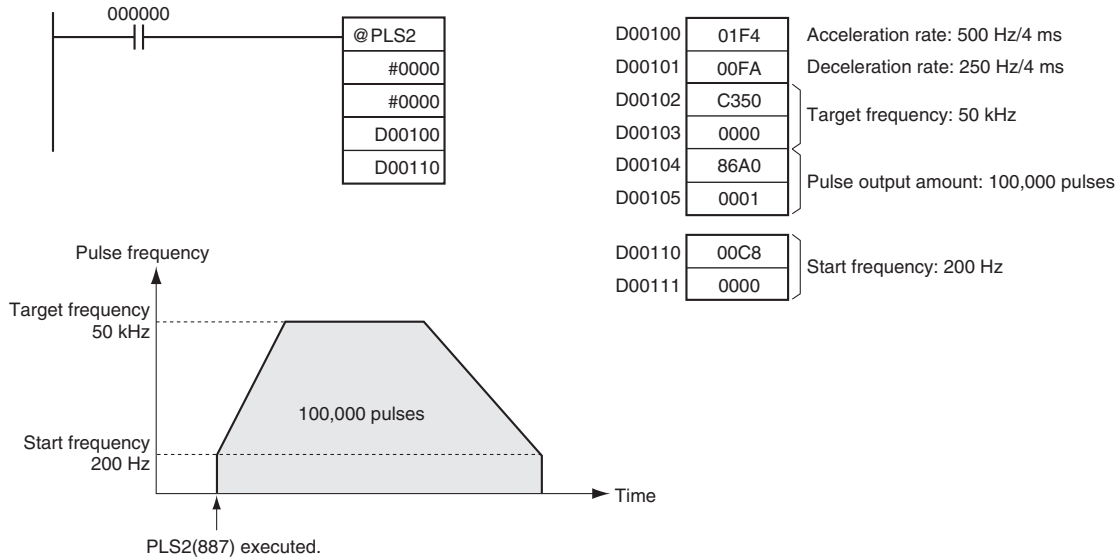 000000
@PLS2
#0000
#0000
D00100
D00110
D00100 01F4 Acceleration rate: 500 Hz/4 ms
D00101 00FA Deceleration rate: 250 Hz/4 ms
D00102 C350
Target frequency: 50 kHz
D00103 0000
D00104 86A0
Pulse output amount: 100,000 pulses
D00105 0001
D00110 00C8
Start frequency: 200 Hz
D00111 0000
Pulse frequency
Target frequency
50 kHz
100,000 pulses
Start frequency
200 Hz
Time
PLS2(887) executed.